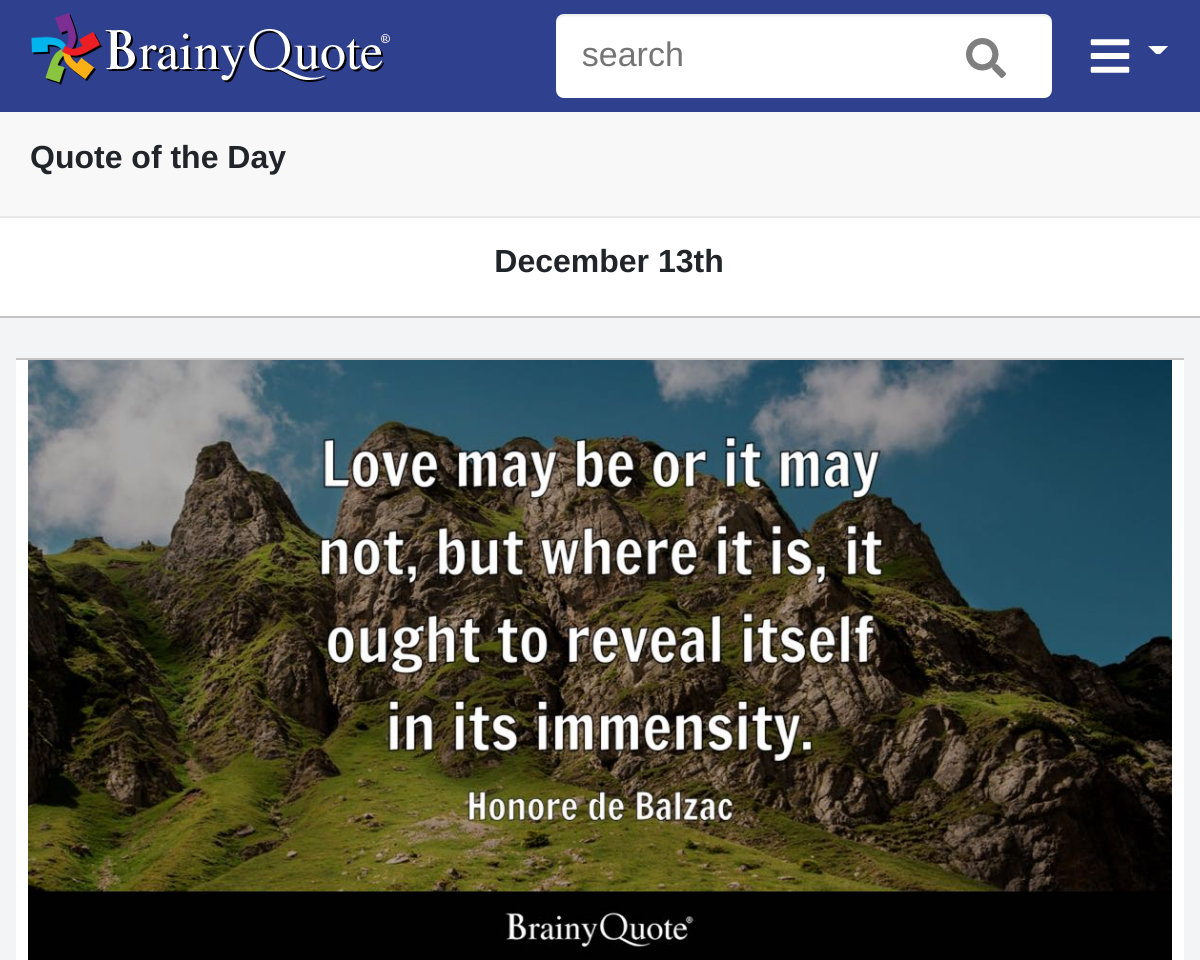 BrainyQuote®
search
Quote of the Day
December 13th
Love may be or it may
not, but where it is, it
ought to reveal itself
in its immensity.
Honore de Balzac
BrainyQuote®